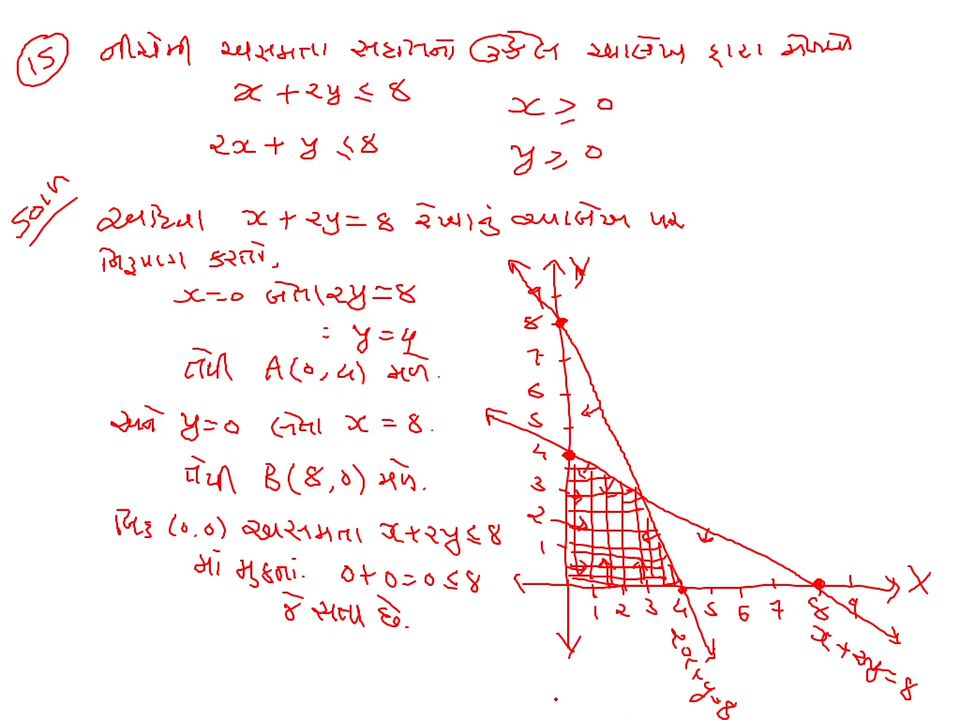 15 નીચેની અસમતા સંહતિનો ઉકેલ આલેખ દ્વારા મેળવો
x + 2y ≤ 8 x ≥ 0
2x + y ≤ 8 y ≥ 0
Soln
અહિયા x + 2y = 8 રેખાનું આલેખ પર
નિરૂપણ કરતાં,
x = 0 લેતા 2y = 8
: y = 4
તેથી A(0, 4) મળે.
અને y = 0 લેતા x = 8.
તેથી B(8, 0) મળે.
બિંદુ (0,0) અસમતા x + 2y ≤ 8
માં મુકતાં. 0 + 0 = 0 ≤ 8
જે સત્ય છે.
Y
9
8
7
6
5
4
3
2
1
1 2 3 4 5 6 7 8 9
X
2x + y = 8
x + 2y = 8